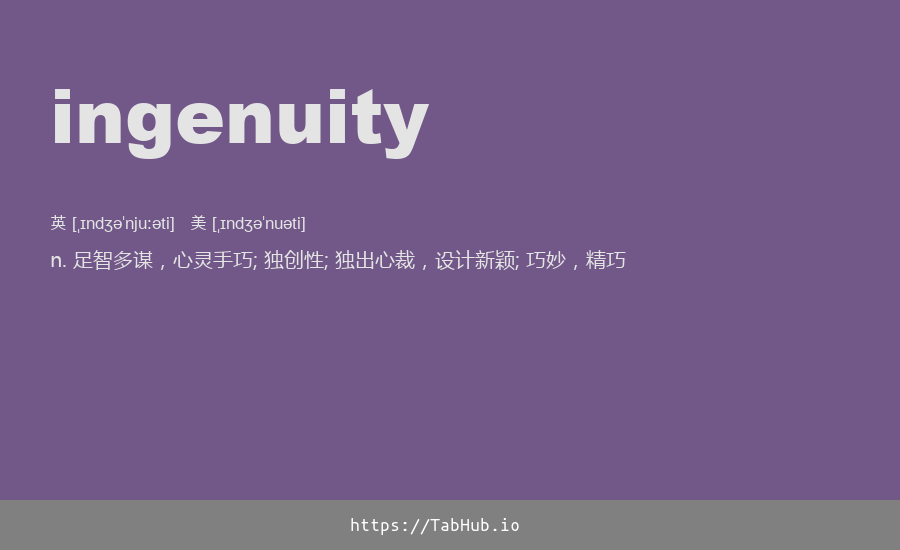 ingenuity
英 [ˌɪndʒəˈnjuːəti] 美 [ˌɪndʒəˈnuəti]
n. 足智多谋，心灵手巧; 独创性; 独出心裁，设计新颖; 巧妙，精巧
https://TabHub.io